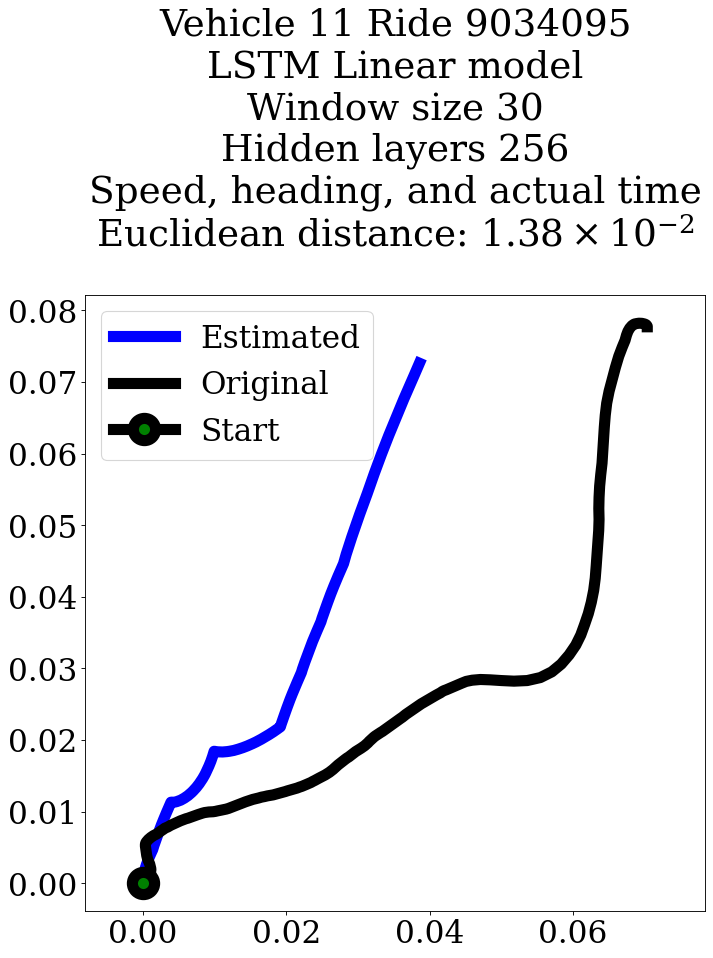 Vehicle 11 Ride 9034095
LSTM Linear model
Window size 30
Hidden layers 256
Speed, heading, and actual time
Euclidean distance: 1.38 × 10⁻²
0.08
0.07
0.06
0.05
0.04
0.03
0.02
0.01
0.00
Estimated
Original
Start
0.00 0.02 0.04 0.06